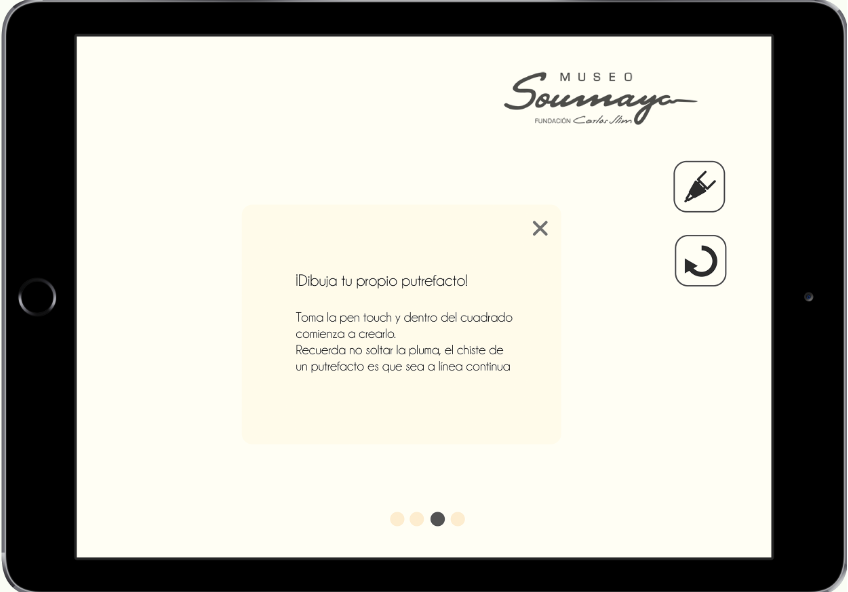 MUSEO
Soumaya
FUNDACIÓN Carlos Slim
¡Dibuja tu propio putrefacto!
Toma la pen touch y dentro del cuadrado
comienza a crearlo.
Recuerda no soltar la pluma, el chiste de
un putrefacto es que sea a línea continua